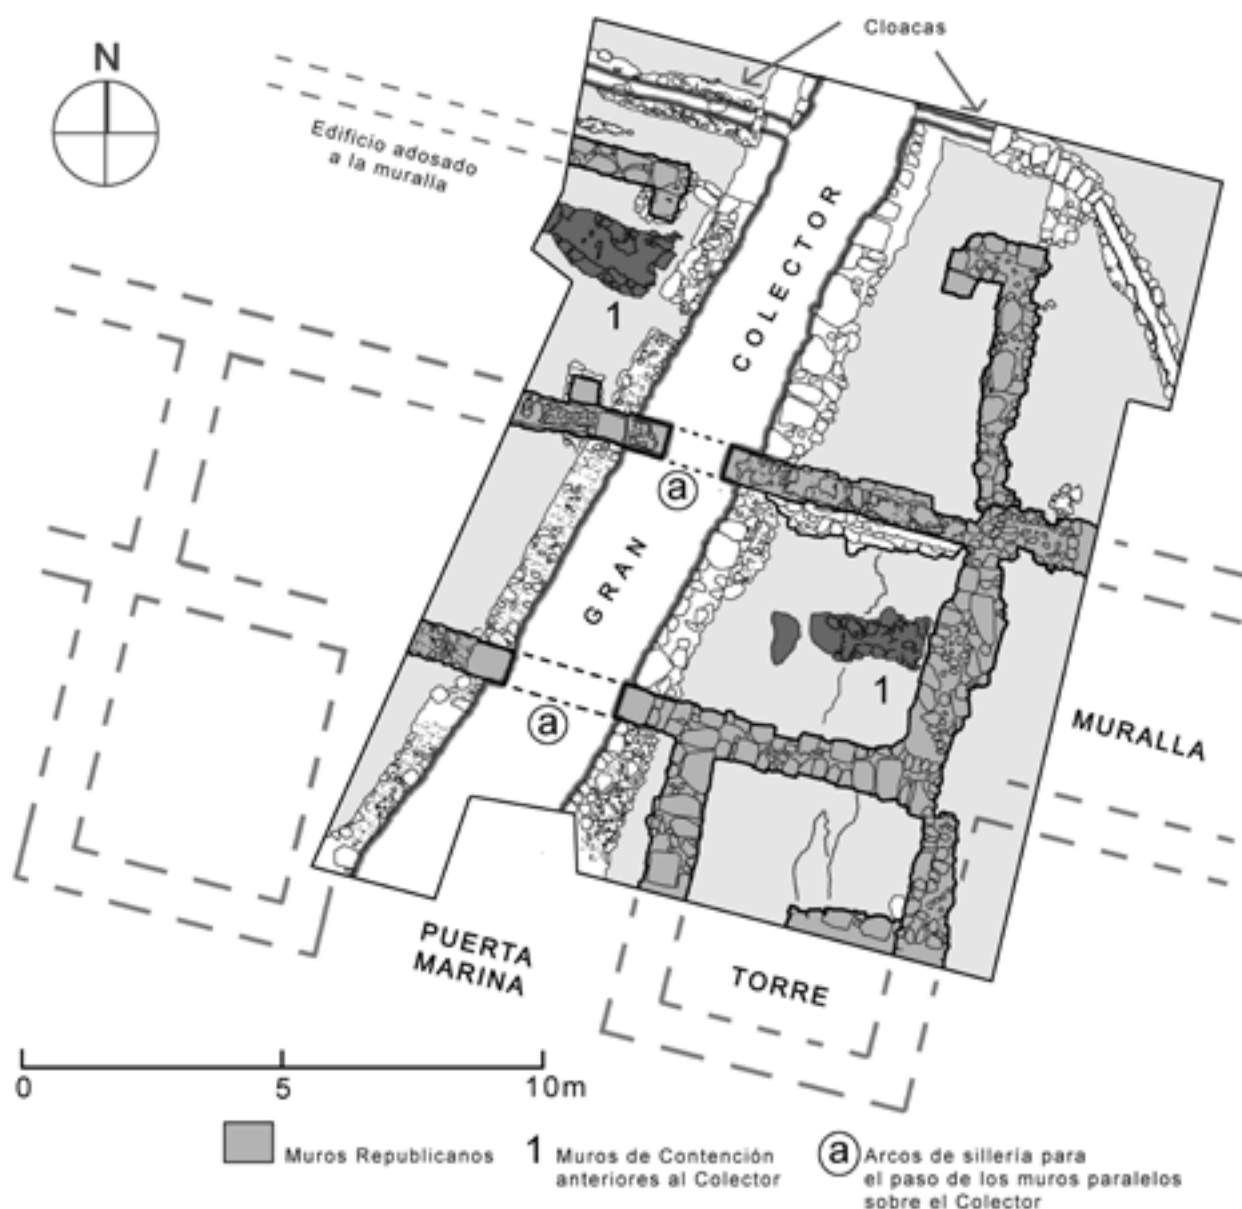 Cloacas
N
Edificio adosado
a la muralla
1
COLECTOR
a
GRAN
1
a
MURALLA
PUERTA
MARINA
TORRE
0 5 10m
Muros Republicanos
1 Muros de Contención
anteriores al Colector
a Arcos de sillería para
el paso de los muros paralelos
sobre el Colector